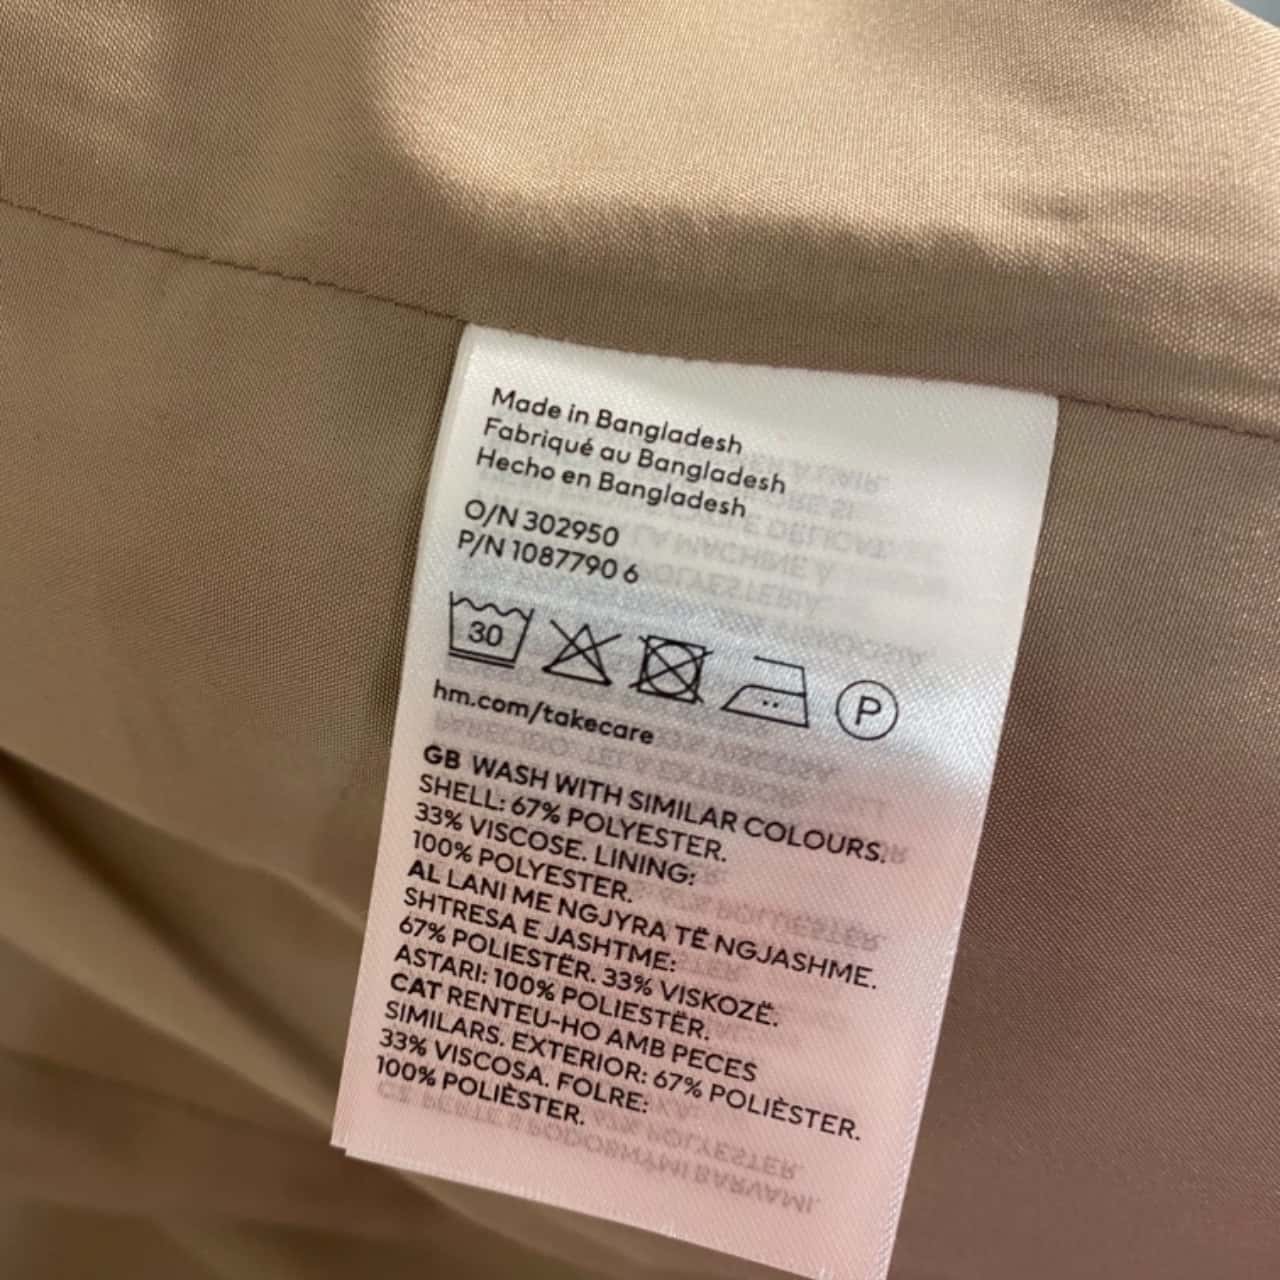 Made in Bangladesh
Fabriqué au Bangladesh
Hecho en Bangladesh
O/N 302950
P/N 1087790 6
30 P
hm.com/takecare
GB WASH WITH SIMILAR COLOURS.
SHELL: 67% POLYESTER.
33% VISCOSE. LINING:
100% POLYESTER.
AL LANI ME NGJYRA TË NGJASHME.
SHTRESA E JASHTME:
67% POLIESTËR. 33% VISKOZË.
ASTARI: 100% POLIESTËR.
CAT RENTEU-HO AMB PECES
SIMILARS. EXTERIOR: 67% POLIÈSTER.
33% VISCOSA. FOLRE:
100% POLIÈSTER.